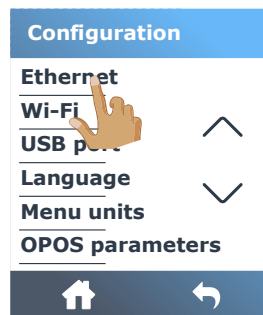 Configuration
Ethernet
Wi-Fi
USB port
Language
Menu units
OPOS parameters